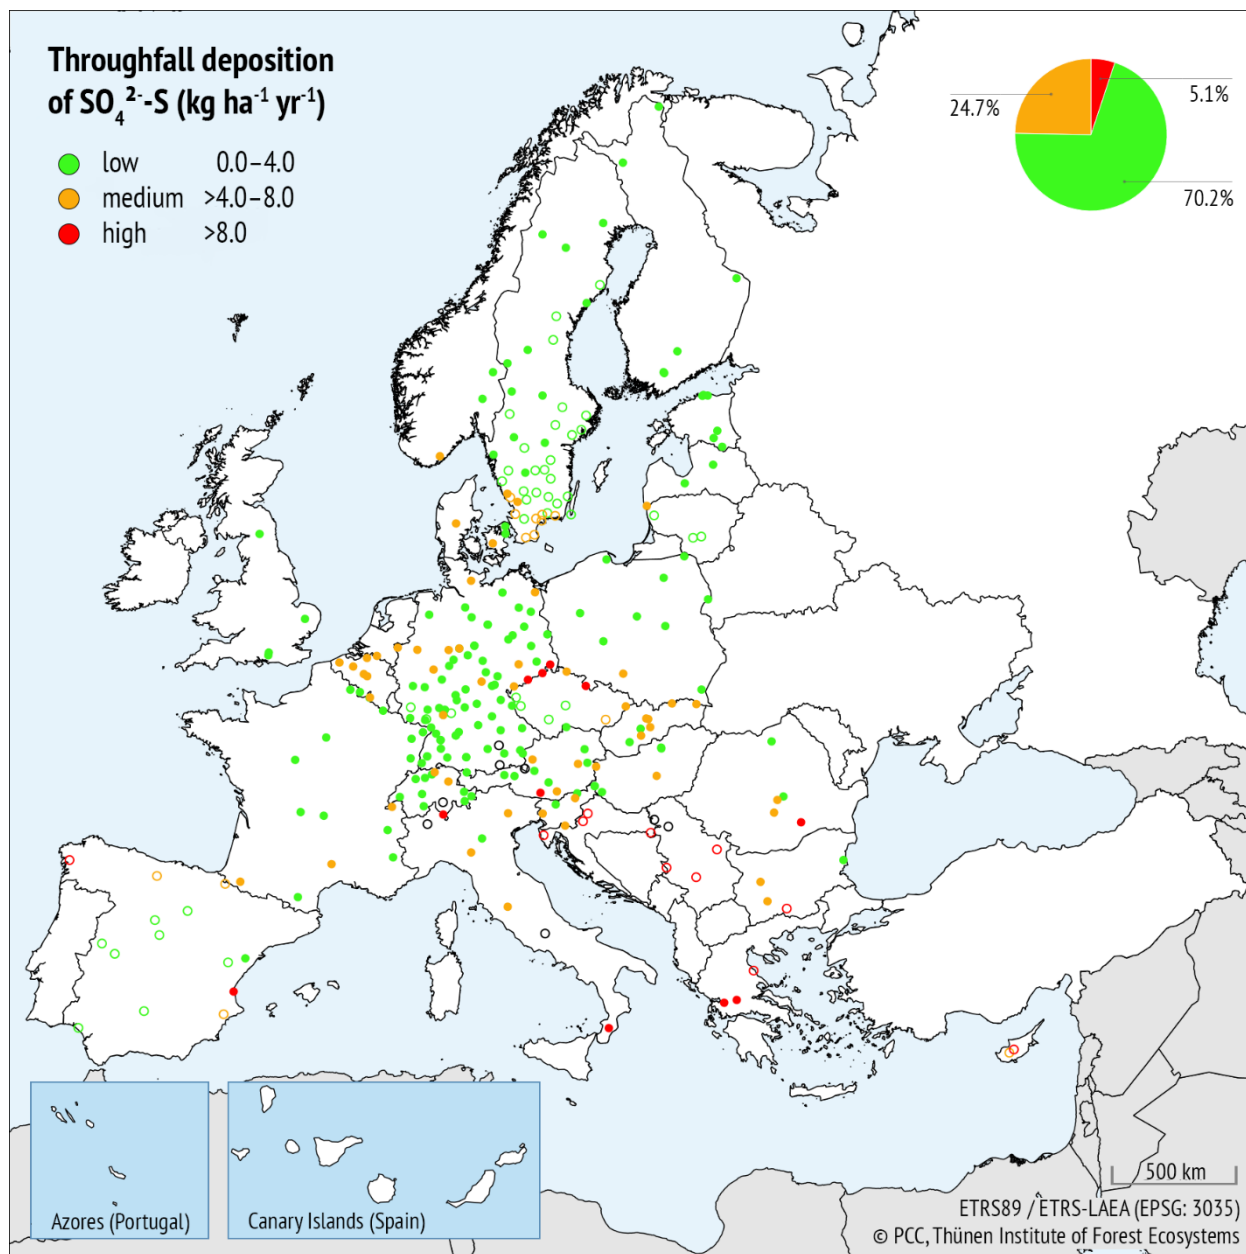 Throughfall deposition
of SO₄²⁻-S (kg ha⁻¹ yr⁻¹)
low 0.0–4.0
medium >4.0–8.0
high >8.0
24.7%
5.1%
70.2%
Azores (Portugal)
Canary Islands (Spain)
500 km
ETRS89 / ETRS-LAEA (EPSG: 3035)
© PCC, Thünen Institute of Forest Ecosystems